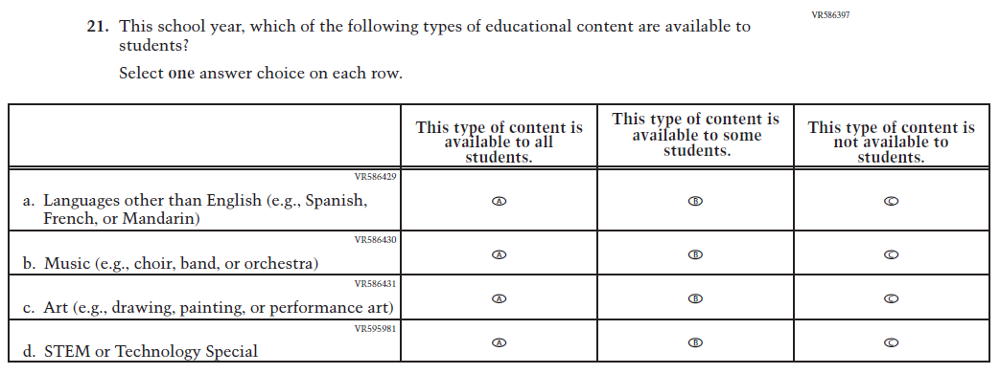 VR586397
21. This school year, which of the following types of educational content are available to
students?
Select one answer choice on each row.
This type of content is
available to all
students.
This type of content is
available to some
students.
This type of content is
not available to
students.
VR586429
a. Languages other than English (e.g., Spanish,
French, or Mandarin)
A B C
VR586430
b. Music (e.g., choir, band, or orchestra)
A B C
VR586431
c. Art (e.g., drawing, painting, or performance art)
A B C
VR595981
d. STEM or Technology Special
A B C